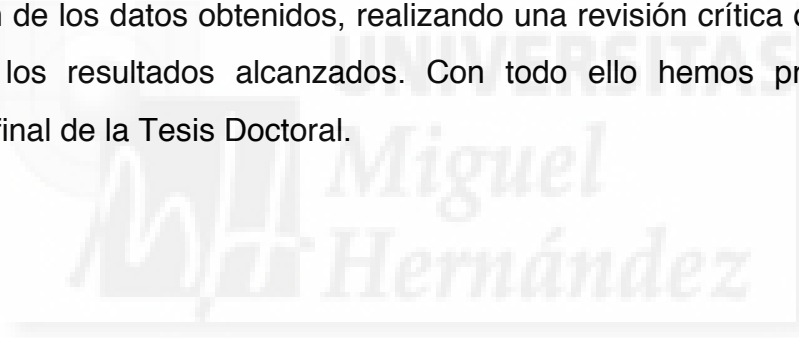 de los datos obtenidos, realizando una revisión crítica
los resultados alcanzados. Con todo ello hemos
final de la Tesis Doctoral.
UNIVERSITAS
Miguel
Hernández